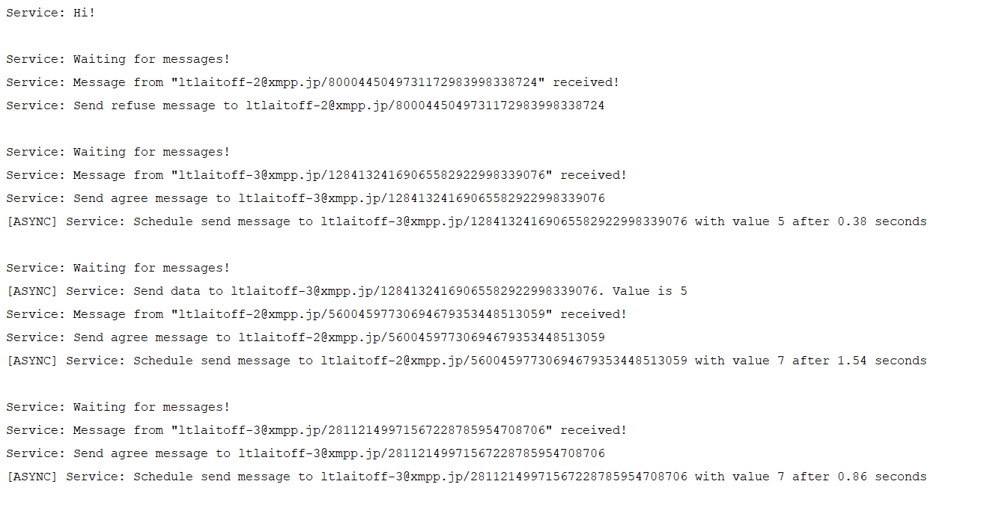 Service: Hi!
Service: Waiting for messages!
Service: Message from "ltlaitoff-2@xmpp.jp/80004450497311172983998338724" received!
Service: Send refuse message to ltlaitoff-2@xmpp.jp/80004450497311172983998338724
Service: Waiting for messages!
Service: Message from "ltlaitoff-3@xmpp.jp/12841324169065582922998339076" received!
Service: Send agree message to ltlaitoff-3@xmpp.jp/12841324169065582922998339076
[ASYNC] Service: Schedule send message to ltlaitoff-3@xmpp.jp/12841324169065582922998339076 with value 5 after 0.38 seconds
Service: Waiting for messages!
[ASYNC] Service: Send data to ltlaitoff-3@xmpp.jp/12841324169065582922998339076. Value is 5
Service: Message from "ltlaitoff-2@xmpp.jp/56004597730694679353448513059" received!
Service: Send agree message to ltlaitoff-2@xmpp.jp/56004597730694679353448513059
[ASYNC] Service: Schedule send message to ltlaitoff-2@xmpp.jp/56004597730694679353448513059 with value 7 after 1.54 seconds
Service: Waiting for messages!
Service: Message from "ltlaitoff-3@xmpp.jp/28112149971567228785954708706" received!
Service: Send agree message to ltlaitoff-3@xmpp.jp/28112149971567228785954708706
[ASYNC] Service: Schedule send message to ltlaitoff-3@xmpp.jp/28112149971567228785954708706 with value 7 after 0.86 seconds